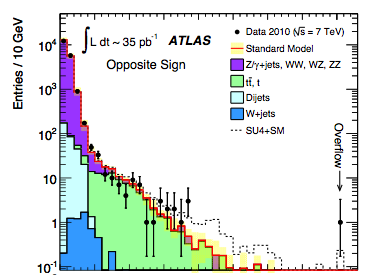 ∫ L dt ~ 35 pb⁻¹ ATLAS
Opposite Sign
Data 2010 (√s = 7 TeV)
Standard Model
Z/γ+jets, WW, WZ, ZZ
tt̄, t
Dijets
W+jets
SU4+SM
Overflow
Entries / 10 GeV
10⁴
10³
10²
10
1
10⁻¹